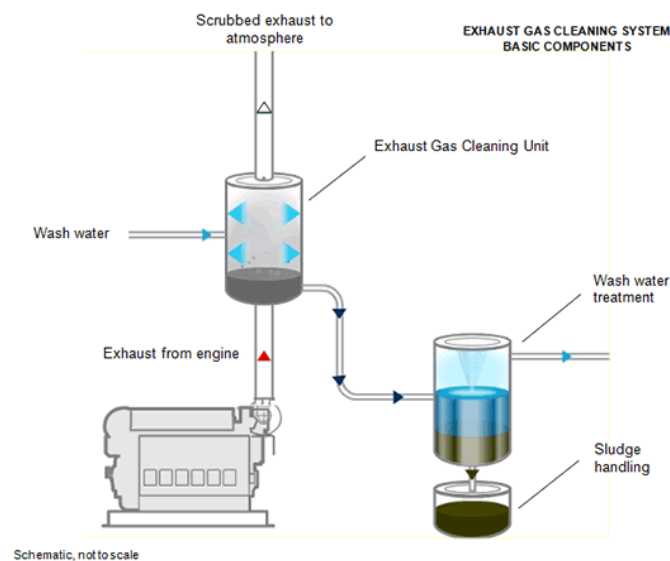 Scrubbed exhaust to
atmosphere
EXHAUST GAS CLEANING SYSTEM
BASIC COMPONENTS
Exhaust Gas Cleaning Unit
Wash water
Wash water
treatment
Exhaust from engine
Sludge
handling
Schematic, not to scale